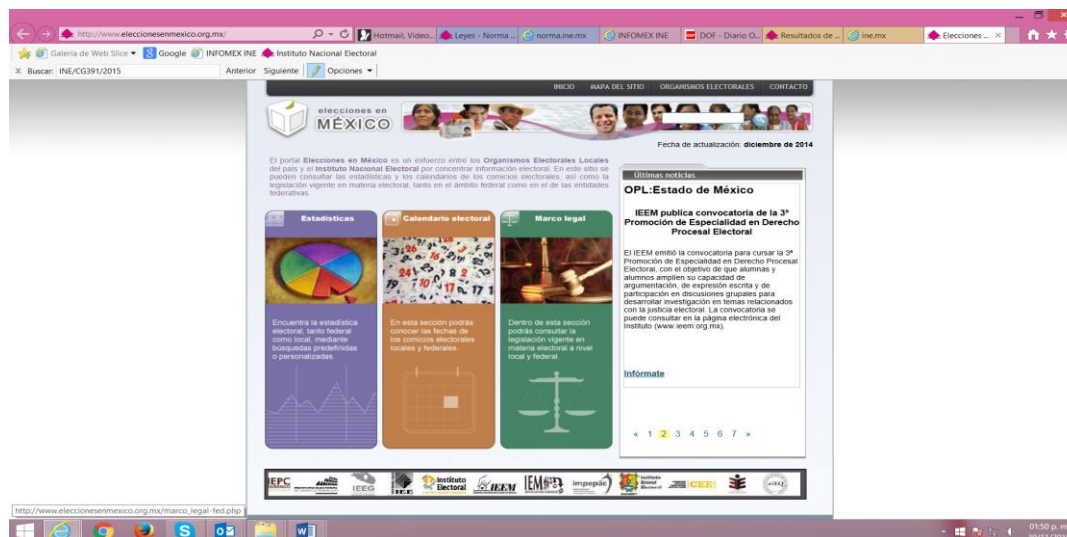 http://www.eleccionesenmexico.org.mx/
Hotmail, Video...
Leyes - Norma ...
norma.ine.mx
INFOMEX INE
DOF - Diario O...
Resultados de ...
ine.mx
Elecciones ...
Galería de Web Slice
Google
INFOMEX INE
Instituto Nacional Electoral
Buscar: INE/CG391/2015
Anterior Siguiente Opciones
INICIO MAPA DEL SITIO ORGANISMOS ELECTORALES CONTACTO
elecciones en
MÉXICO
Fecha de actualización: diciembre de 2014
El portal Elecciones en México es un esfuerzo entre los Organismos Electorales Locales
del país y el Instituto Nacional Electoral por concentrar información electoral. En este sitio se
pueden consultar las estadísticas y los calendarios de los comicios electorales, así como la
legislación vigente en materia electoral, tanto en el ámbito federal como en el de las entidades
federativas.
Estadísticas
Encuentra la estadística
electoral, tanto federal
como local, mediante
búsquedas predefinidas
o personalizadas.
Calendario electoral
En esta sección podrás
conocer las fechas de
los comicios electorales
locales y federales.
Marco legal
Dentro de esta sección
podrás consultar la
legislación vigente en
materia electoral a nivel
local y federal.
Últimas noticias
OPL:Estado de México
IEEM publica convocatoria de la 3ª
Promoción de Especialidad en Derecho
Procesal Electoral
El IEEM emitió la convocatoria para cursar la 3ª
Promoción de Especialidad en Derecho Procesal
Electoral, con el objetivo de que alumnas y
alumnos amplíen su capacidad de
argumentación, de expresión escrita y de
participación en discusiones grupales para
desarrollar investigación en temas relacionados
con la justicia electoral. La convocatoria se
puede consultar en la página electrónica del
Instituto (www.ieem.org.mx).
Infórmate
« 1 2 3 4 5 6 7 »
IEPC
IEEG
IEE
Instituto
Electoral
IEEM
IEM
impepac
CEE
http://www.eleccionesenmexico.org.mx/marco_legal-fed.php
01:50 p. m.